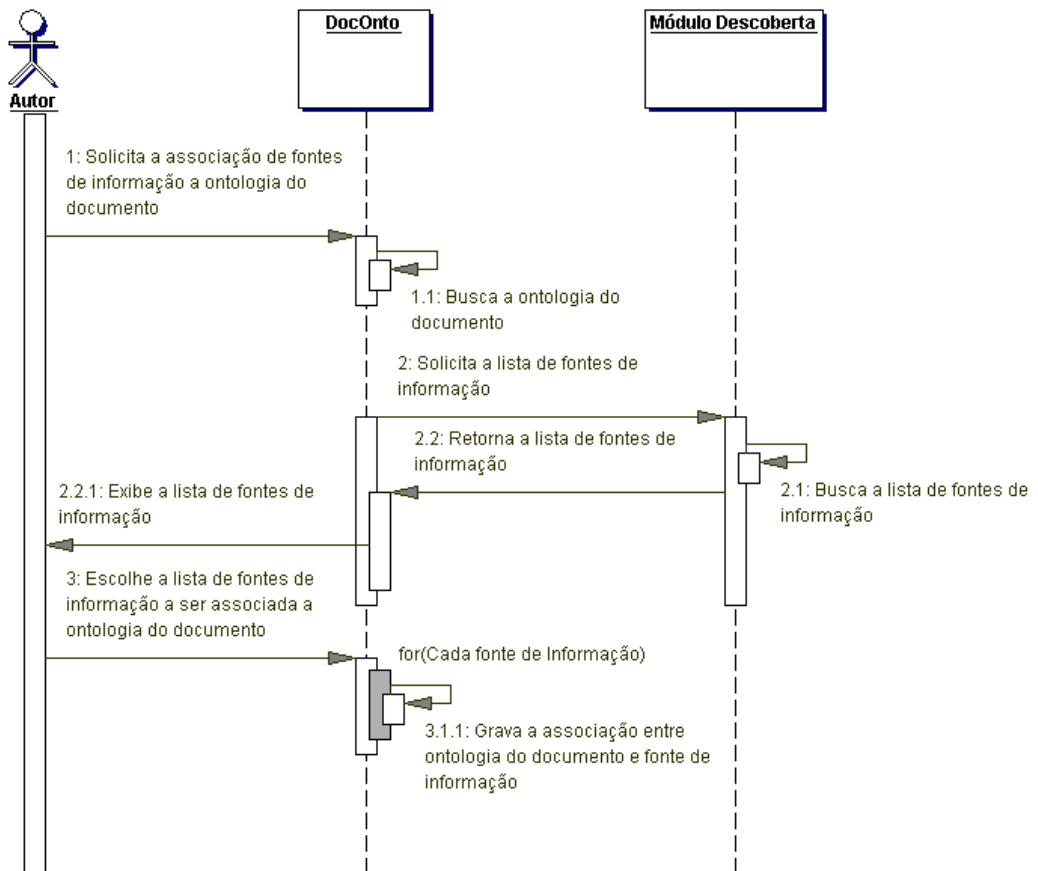 DocOnto
Módulo Descoberta
Autor
1: Solicita a associação de fontes
de informação a ontologia do
documento
1.1: Busca a ontologia do
documento
2: Solicita a lista de fontes de
informação
2.2: Retorna a lista de fontes de
informação
2.1: Busca a lista de fontes de
informação
2.2.1: Exibe a lista de fontes de
informação
3: Escolhe a lista de fontes de
informação a ser associada a
ontologia do documento
for(Cada fonte de Informação)
3.1.1: Grava a associação entre
ontologia do documento e fonte de
informação